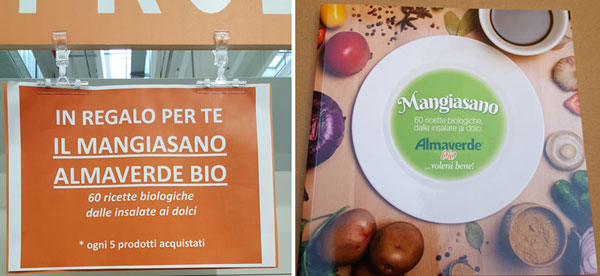 IN REGALO PER TE
IL MANGIASANO
ALMAVERDE BIO
60 ricette biologiche
dalle insalate ai dolci
* ogni 5 prodotti acquistati
Mangiasano
60 ricette biologiche,
dalle insalate ai dolci.
Almaverde
bio
...volersi bene!